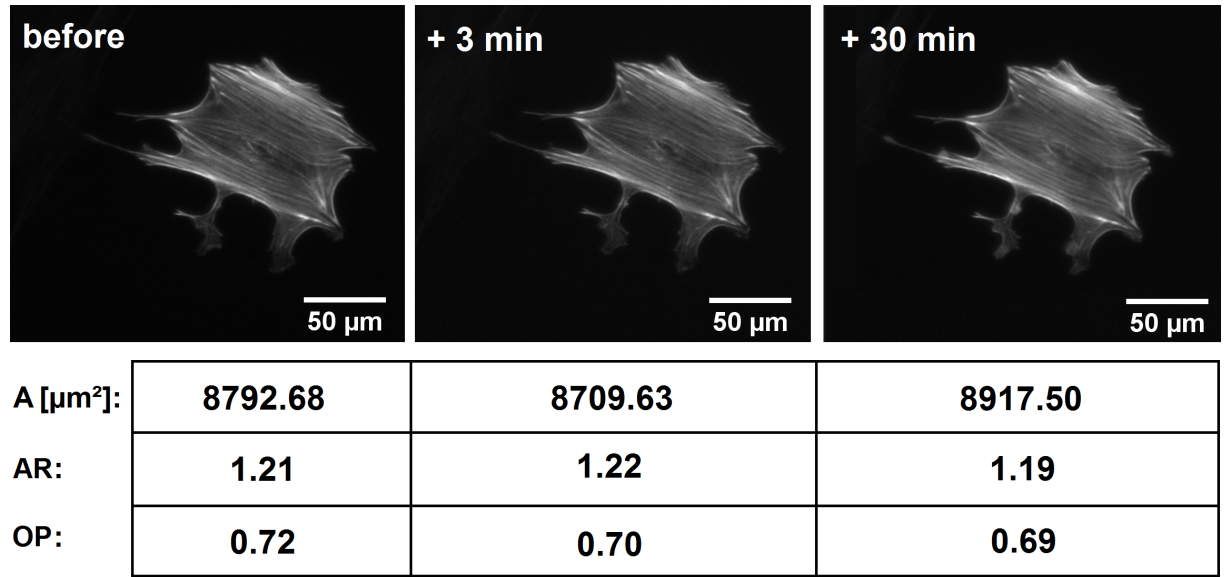 before + 3 min + 30 min
50 µm 50 µm 50 µm
A [µm²]: 8792.68 8709.63 8917.50
AR: 1.21 1.22 1.19
OP: 0.72 0.70 0.69